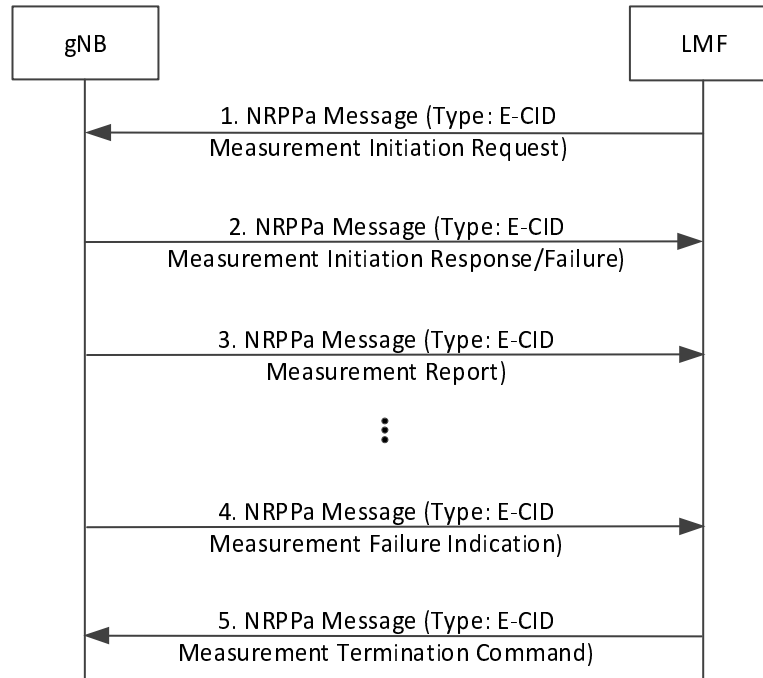 gNB
LMF
1. NRPPa Message (Type: E-CID
Measurement Initiation Request)
2. NRPPa Message (Type: E-CID
Measurement Initiation Response/Failure)
3. NRPPa Message (Type: E-CID
Measurement Report)
4. NRPPa Message (Type: E-CID
Measurement Failure Indication)
5. NRPPa Message (Type: E-CID
Measurement Termination Command)